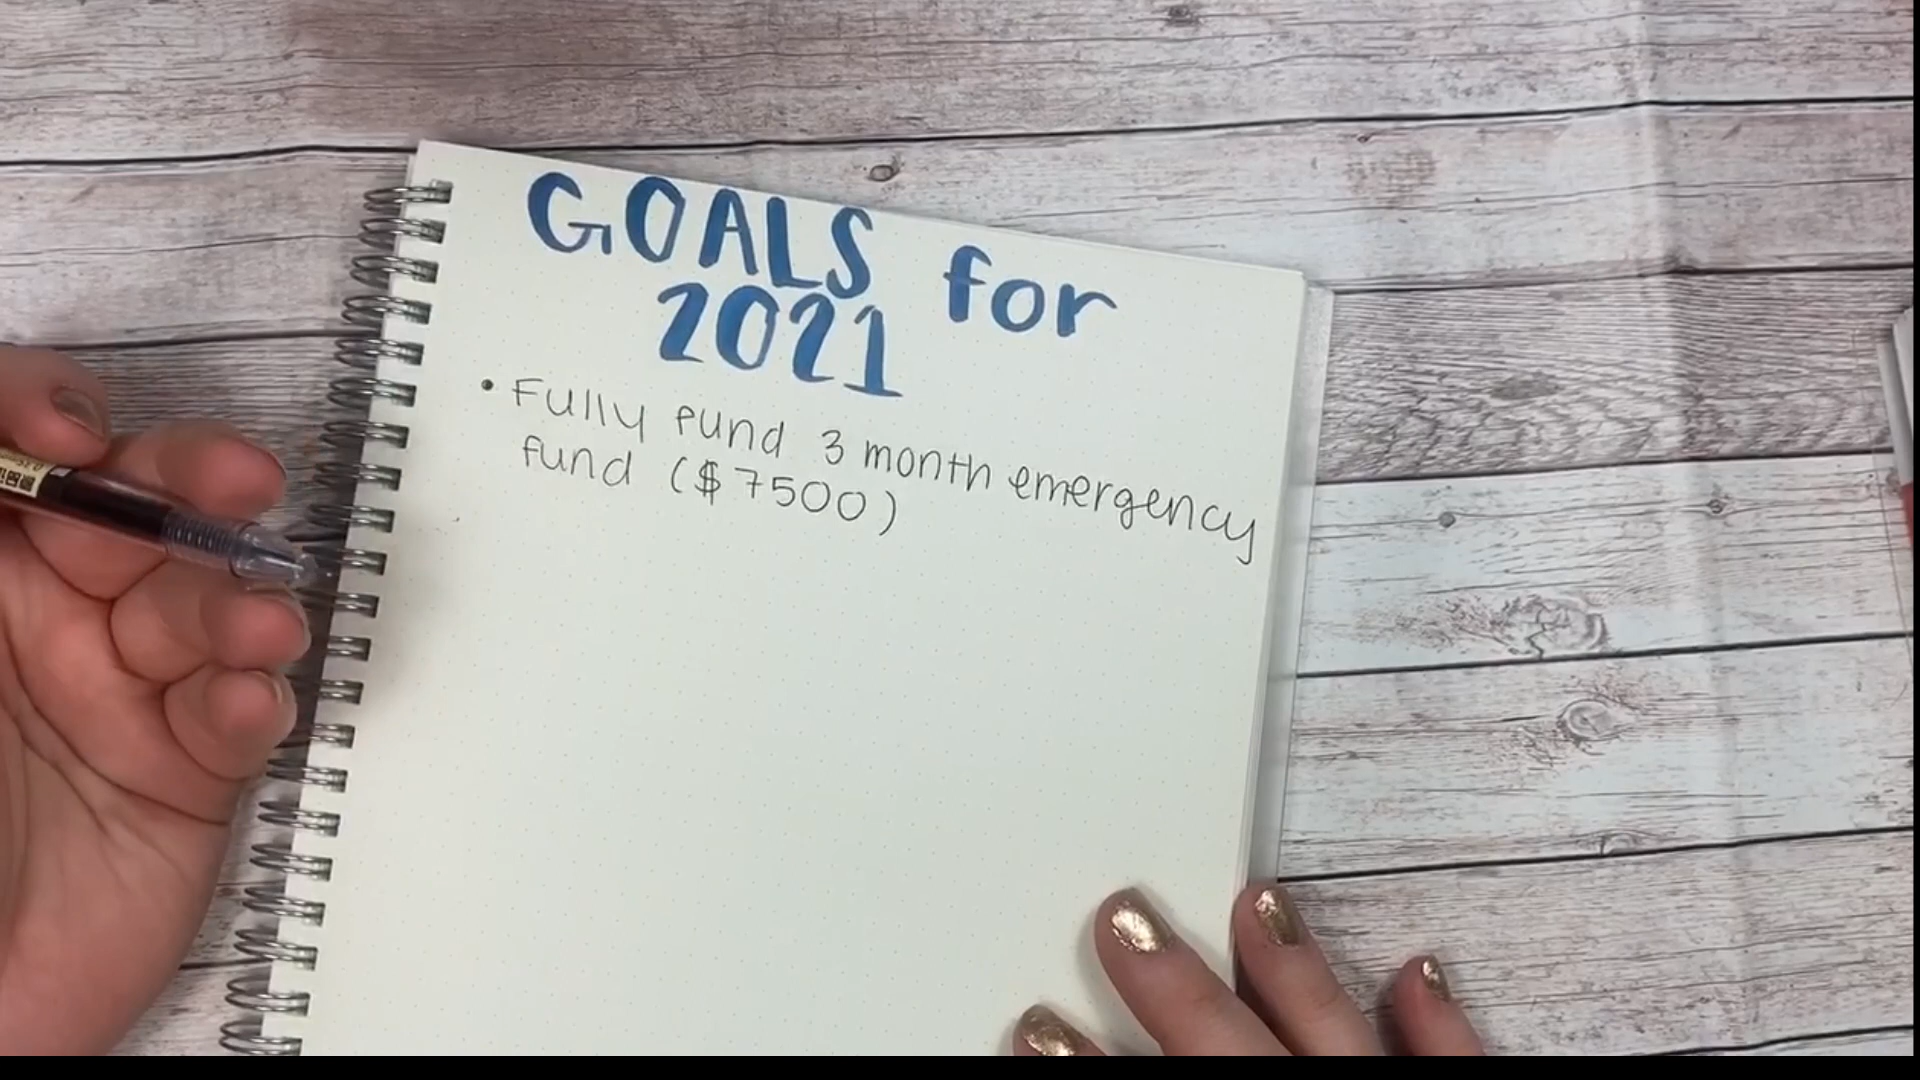 GOALS for
2021
• Fully Fund 3 month emergency
fund ($7500)